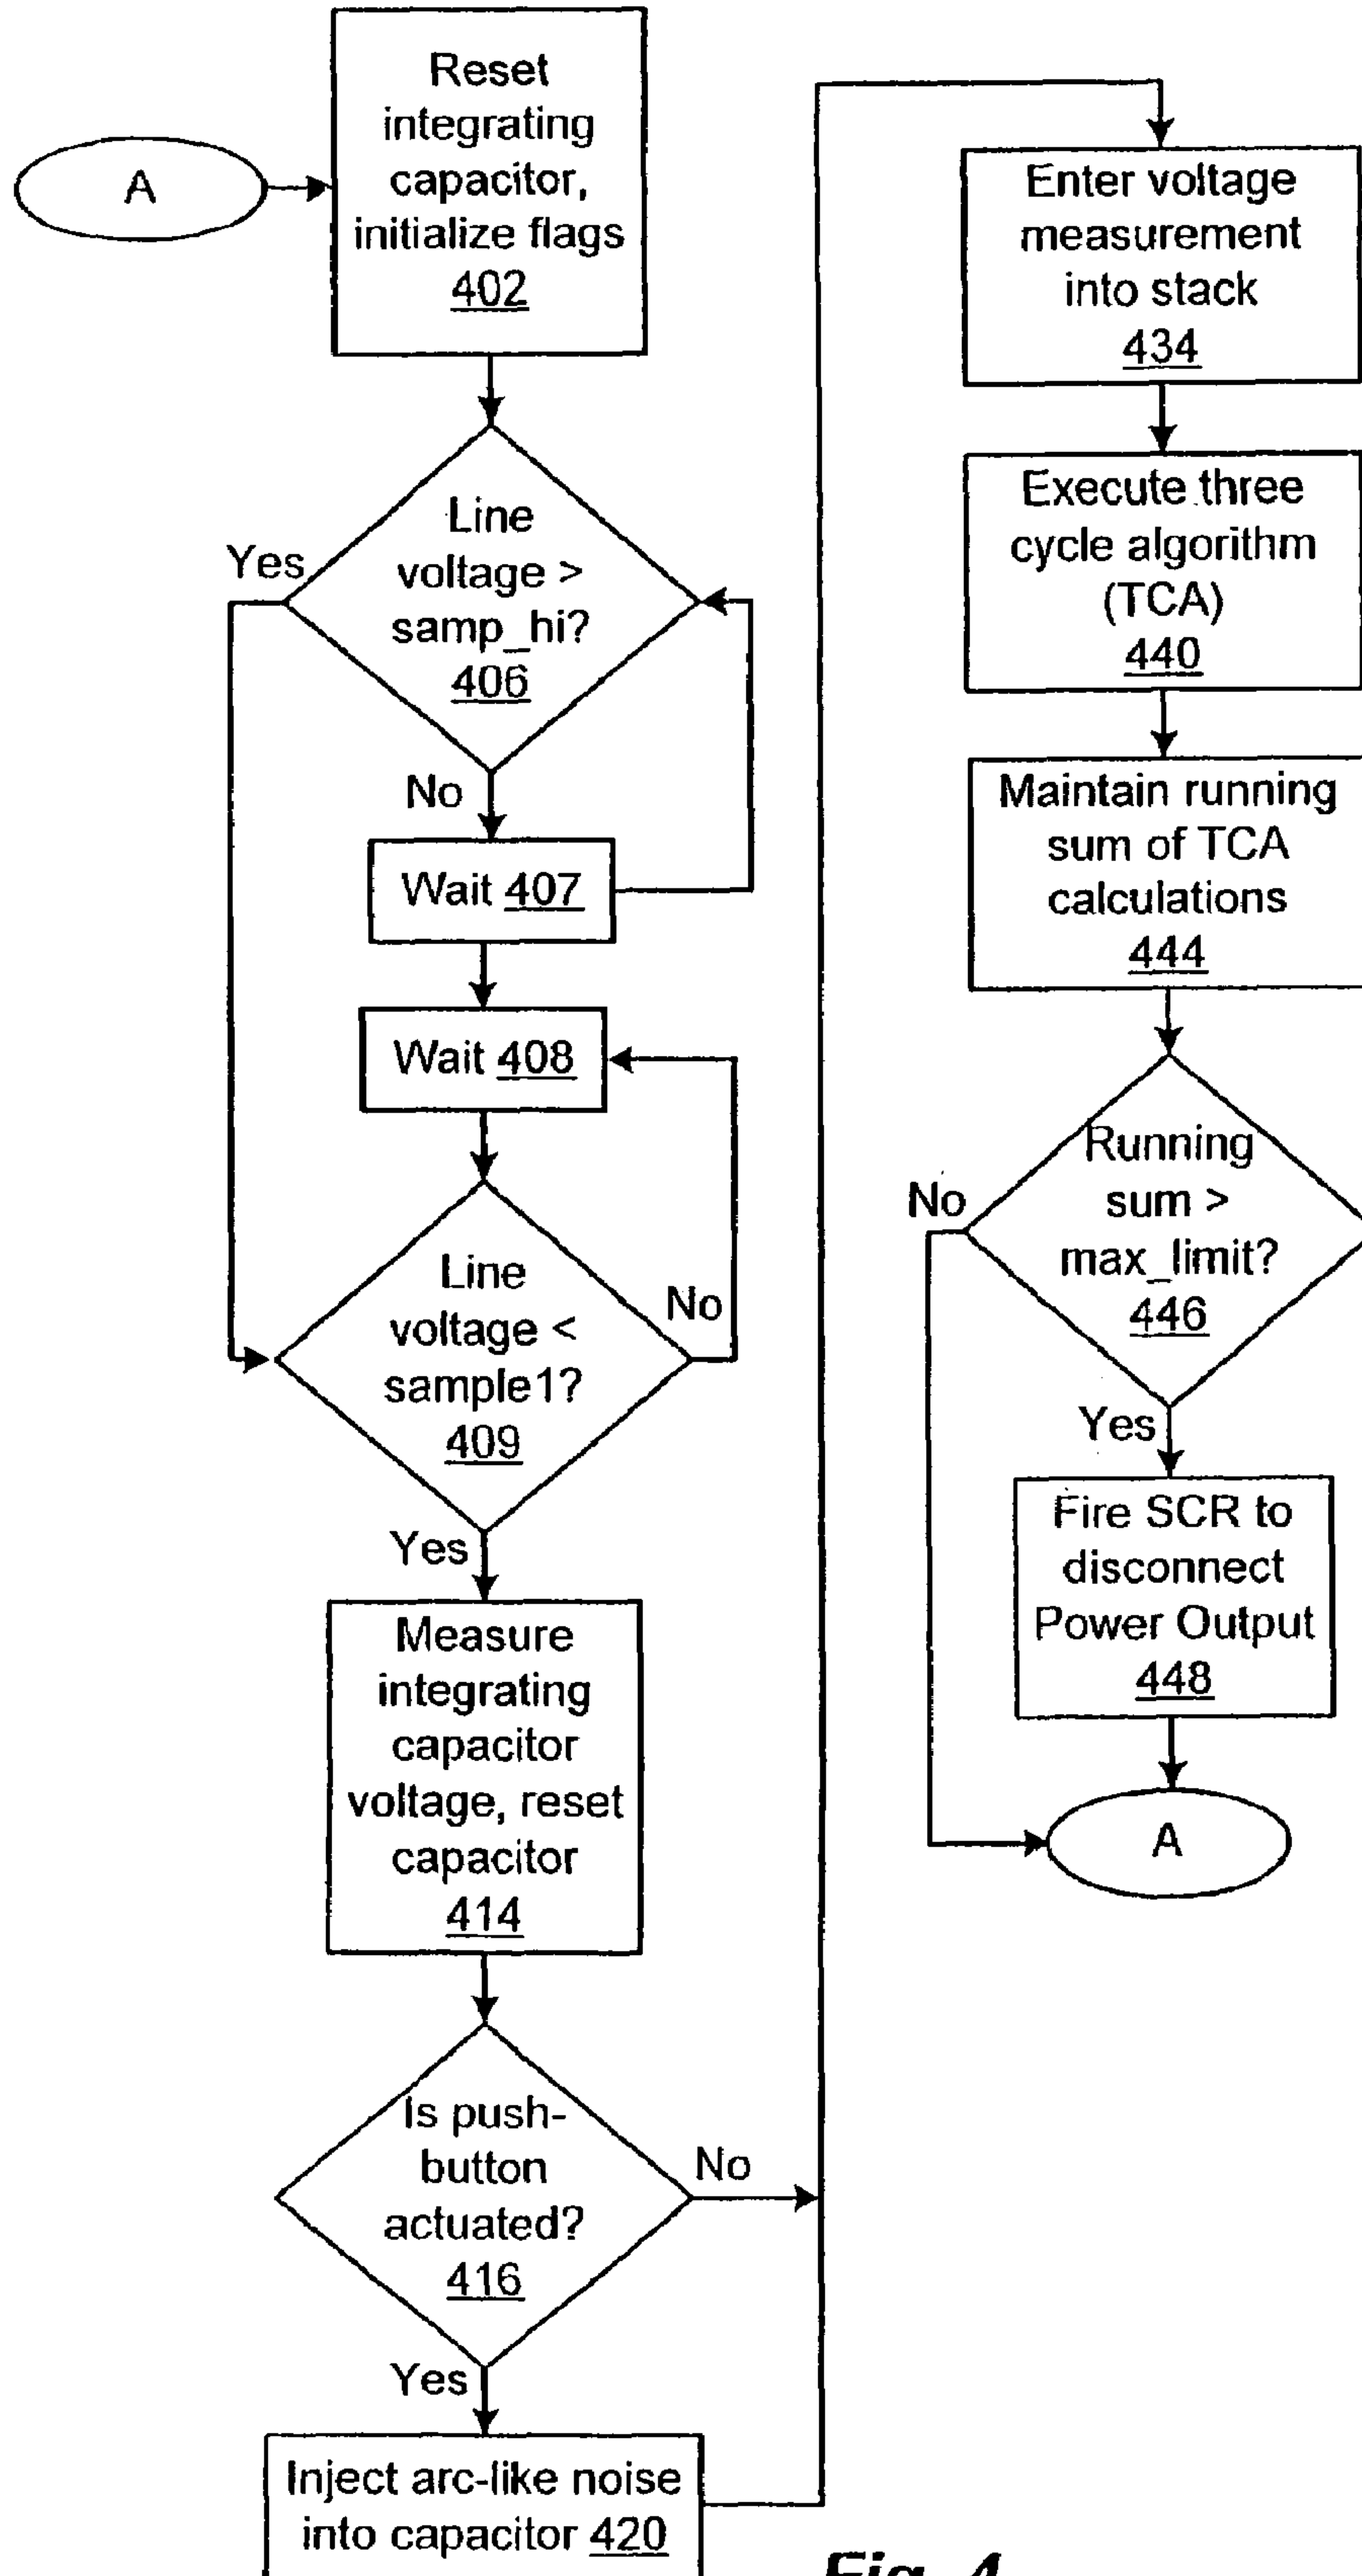 A
Reset
integrating
capacitor,
initialize flags
402
Line
voltage >
samp_hi?
406
Yes
No
Wait 407
Wait 408
Line
voltage <
sample1?
409
No
Yes
Measure
integrating
capacitor
voltage, reset
capacitor
414
Is push-
button
actuated?
416
No
Yes
Inject arc-like noise
into capacitor 420
Enter voltage
measurement
into stack
434
Execute three
cycle algorithm
(TCA)
440
Maintain running
sum of TCA
calculations
444
Running
sum >
max_limit?
446
No
Yes
Fire SCR to
disconnect
Power Output
448
A
Fig. 4